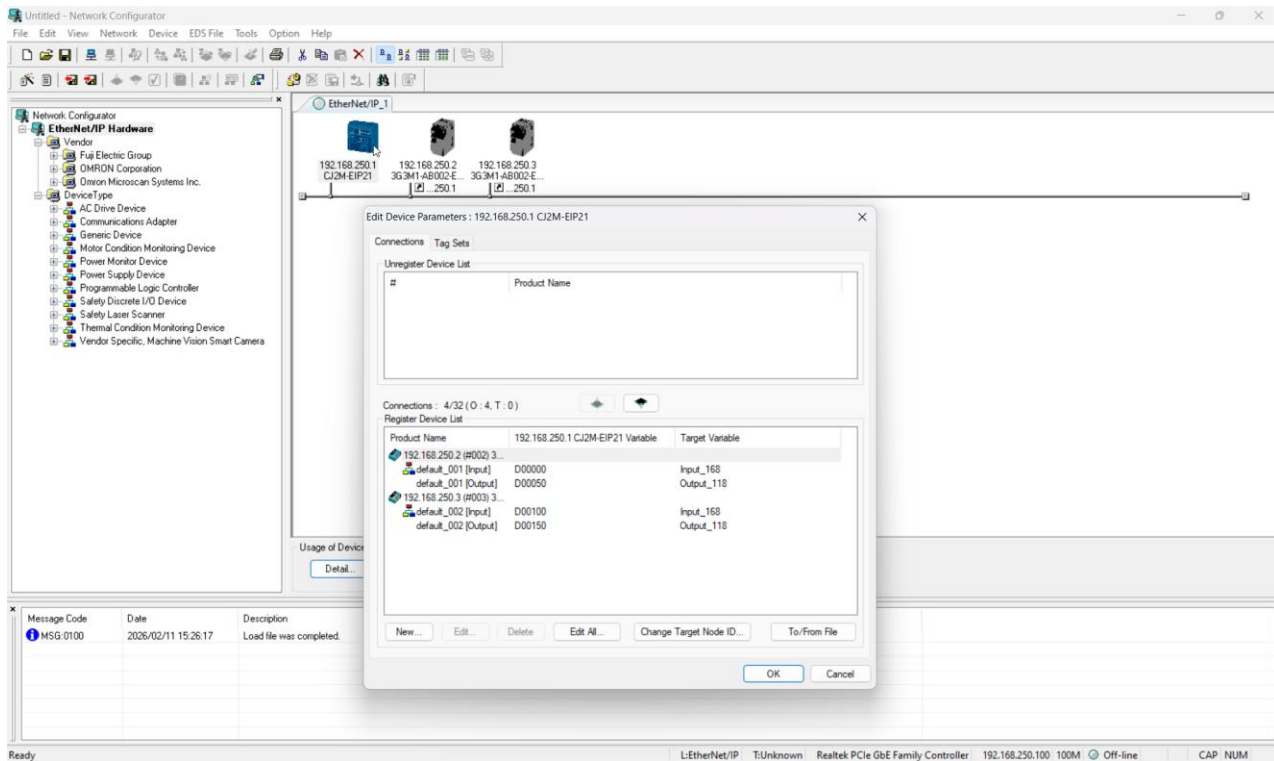 Untitled - Network Configurator
File Edit View Network Device EDS File Tools Option Help
EtherNet/IP_1
Network Configurator
EtherNet/IP Hardware
Vendor
Fuji Electric Group
OMRON Corporation
Omron Microscan Systems Inc.
DeviceType
AC Drive Device
Communications Adapter
Generic Device
Motor Condition Monitoring Device
Power Monitor Device
Power Supply Device
Programmable Logic Controller
Safety Discrete I/O Device
Safety Laser Scanner
Thermal Condition Monitoring Device
Vendor Specific, Machine Vision Smart Camera
192.168.250.1 192.168.250.2 192.168.250.3
CJ2M-EIP21 3G3M1-AB002-E... 3G3M1-AB002-E...
...250.1 ...250.1
Edit Device Parameters : 192.168.250.1 CJ2M-EIP21
Connections Tag Sets
Unregister Device List
# Product Name
Connections : 4/32 ( O : 4, T : 0 )
Register Device List
Product Name 192.168.250.1 CJ2M-EIP21 Variable Target Variable
192.168.250.2 (#002) 3...
default_001 [Input] D00000 Input_168
default_001 [Output] D00050 Output_118
192.168.250.3 (#003) 3...
default_002 [Input] D00100 Input_168
default_002 [Output] D00150 Output_118
New... Edit... Delete Edit All... Change Target Node ID... To/From File
OK Cancel
Usage of Device
Detail...
Message Code Date Description
MSG:0100 2026/02/11 15:26:17 Load file was completed.
Ready L:EtherNet/IP T:Unknown Realtek PCIe GbE Family Controller 192.168.250.100 100M Off-line CAP NUM